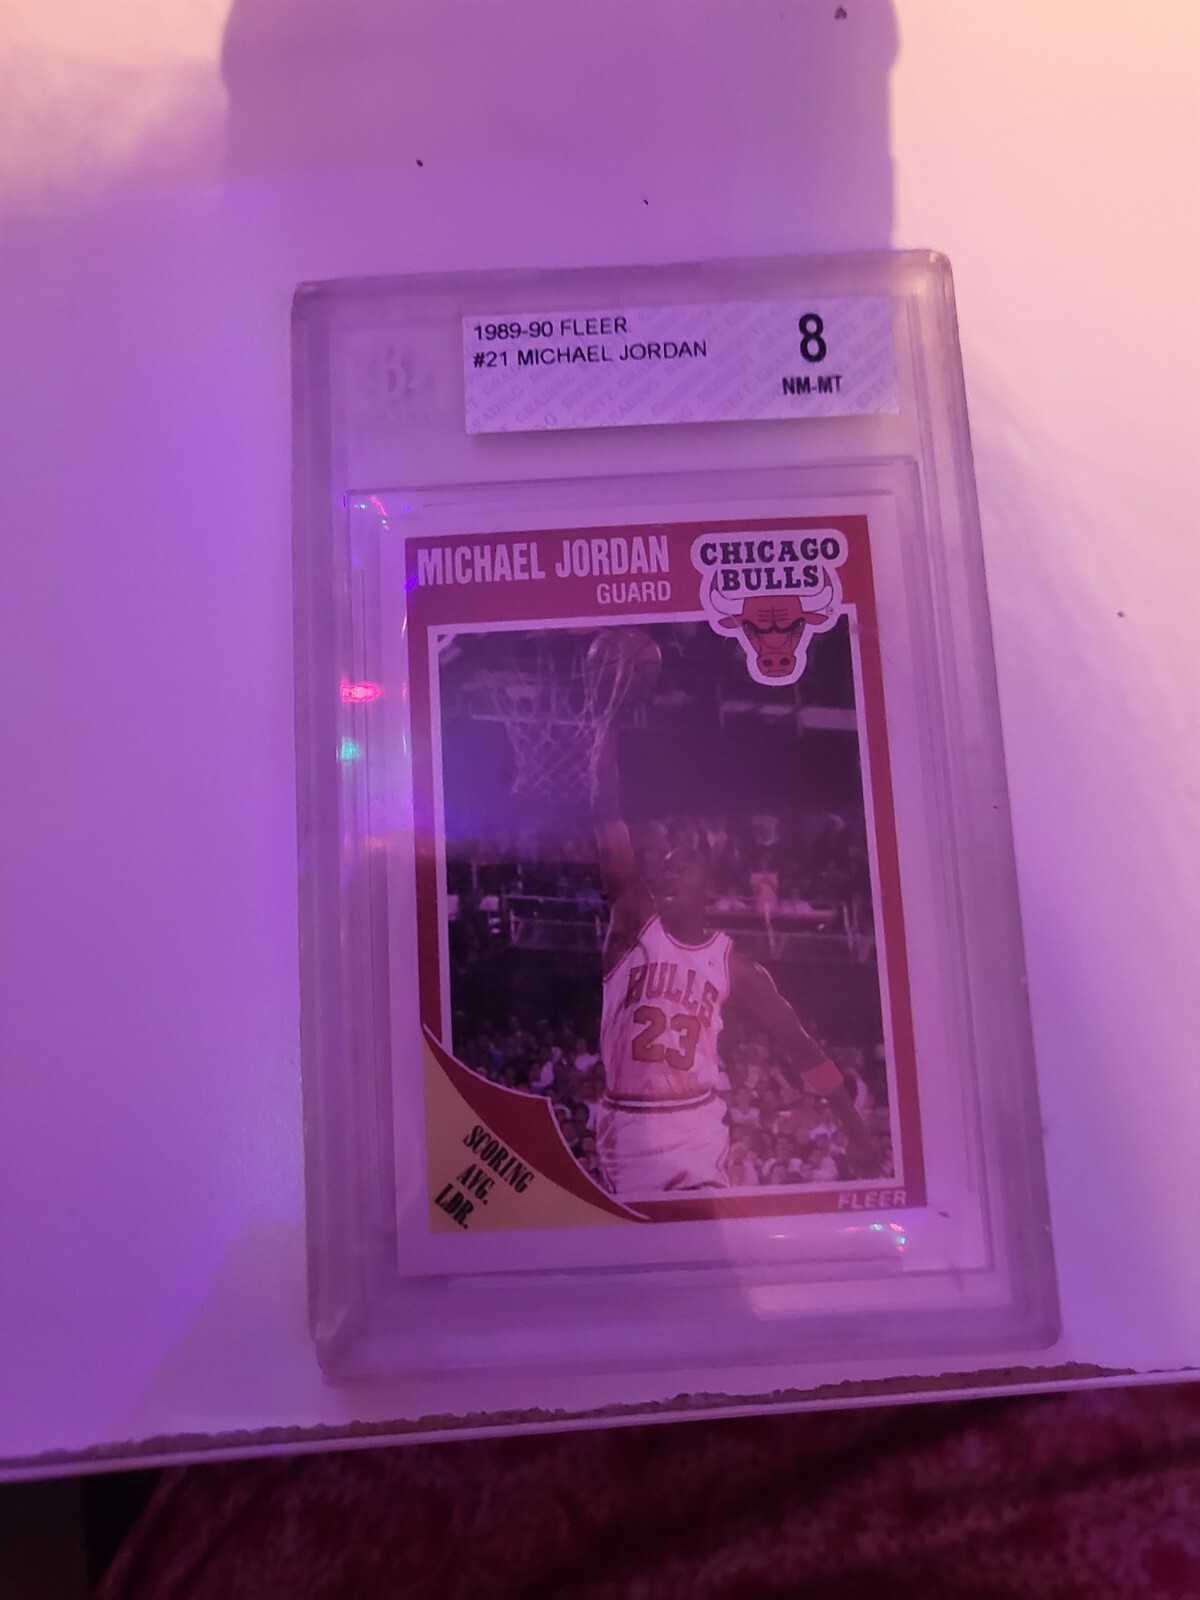 1989-90 FLEER
#21 MICHAEL JORDAN
8
NM-MT
MICHAEL JORDAN
GUARD
CHICAGO
BULLS
BULLS
23
SCORING
AVG.
LDR.
FLEER